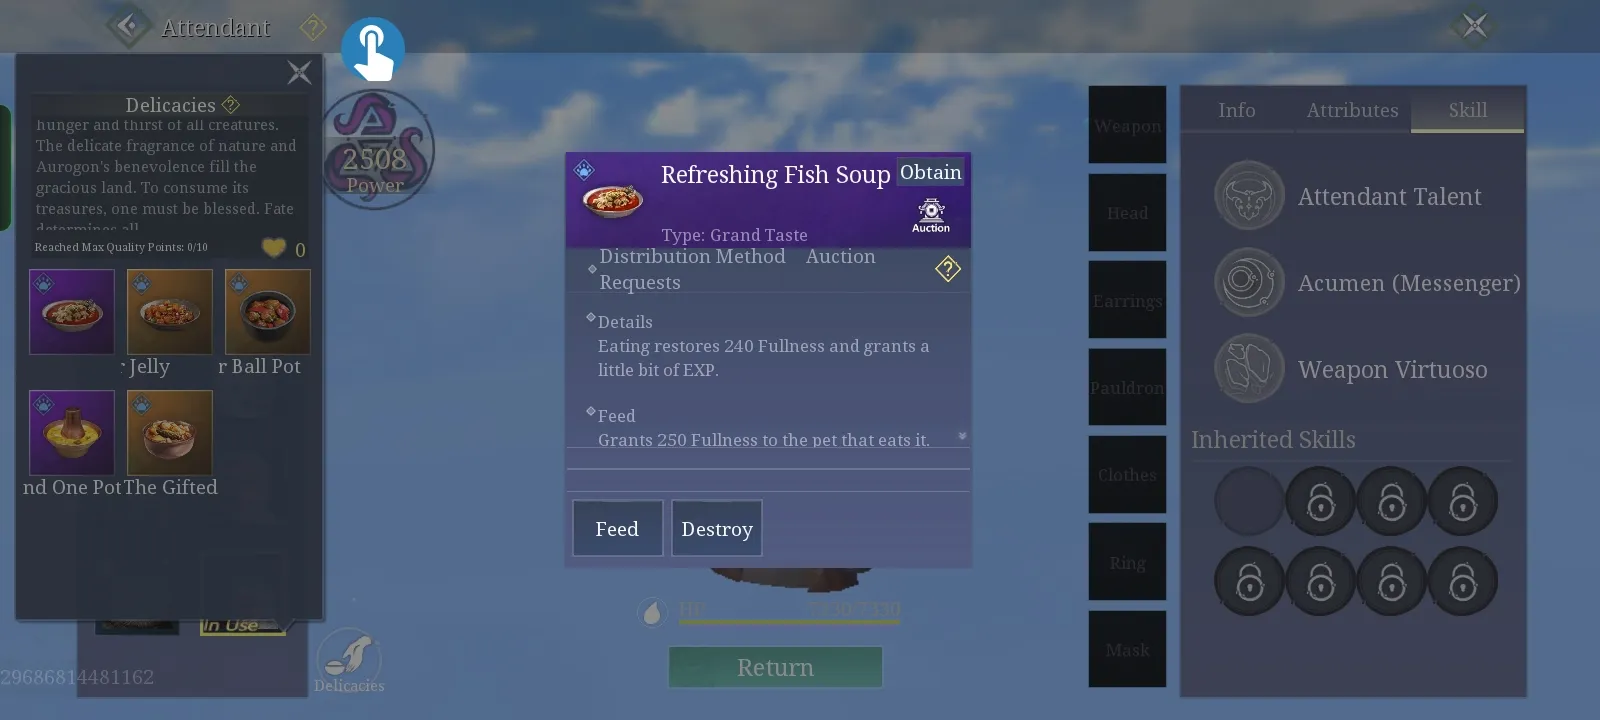 Attendant
Delicacies
hunger and thirst of all creatures.
The delicate fragrance of nature and
Aurogon's benevolence fill the
gracious land. To consume its
treasures, one must be blessed. Fate
determines all
Reached Max Quality Points: 0/10
0
r Jelly
r Ball Pot
nd One Pot
The Gifted
In Use
29686814481162
Delicacies
2508
Power
Refreshing Fish Soup
Obtain
Auction
Type: Grand Taste
Distribution Method Auction
Requests
Details
Eating restores 240 Fullness and grants a
little bit of EXP.
Feed
Grants 250 Fullness to the pet that eats it.
Feed
Destroy
HP
7330/7330
Return
Weapon
Head
Earrings
Pauldron
Clothes
Ring
Mask
Info
Attributes
Skill
Attendant Talent
Acumen (Messenger)
Weapon Virtuoso
Inherited Skills